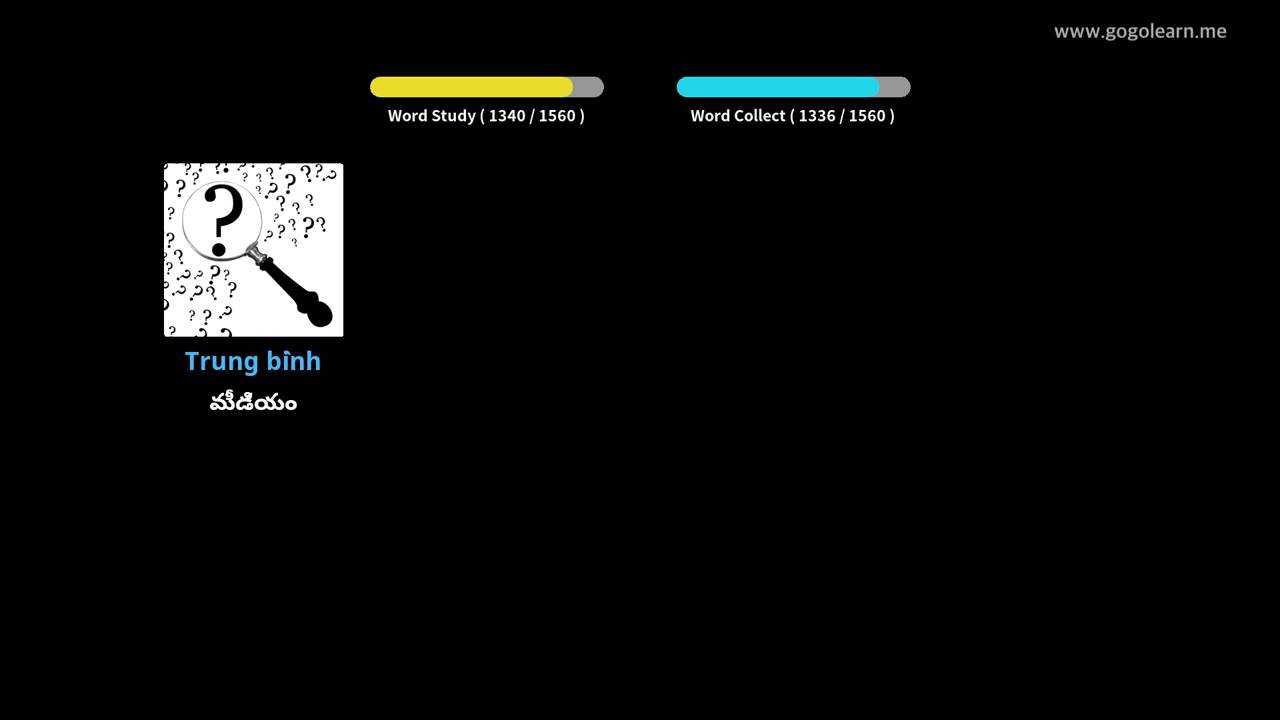 www.gogolearn.me
Word Study ( 1340 / 1560 )
Word Collect ( 1336 / 1560 )
Trung bình
మీడియం